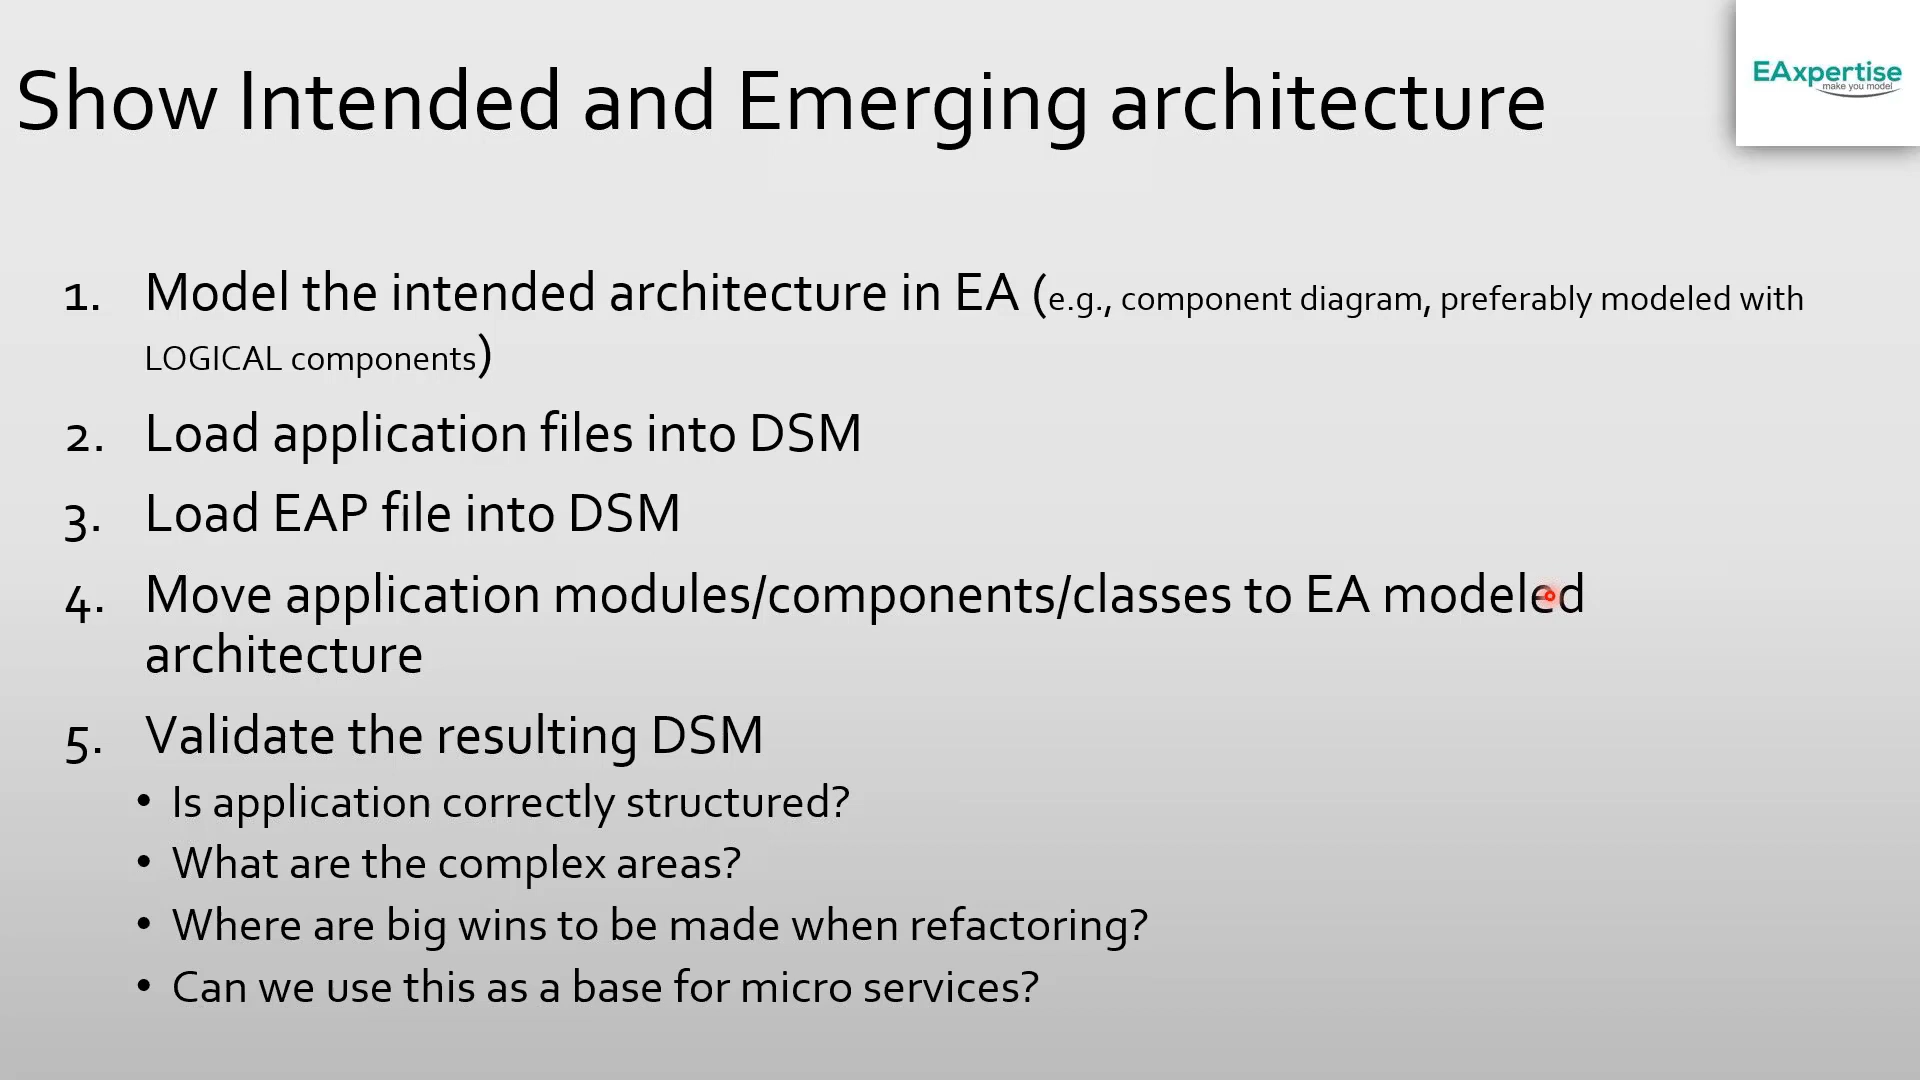 Show Intended and Emerging architecture
EAxpertise
make you model
1. Model the intended architecture in EA (e.g., component diagram, preferably modeled with
LOGICAL components)
2. Load application files into DSM
3. Load EAP file into DSM
4. Move application modules/components/classes to EA modeled
architecture
5. Validate the resulting DSM
• Is application correctly structured?
• What are the complex areas?
• Where are big wins to be made when refactoring?
• Can we use this as a base for micro services?